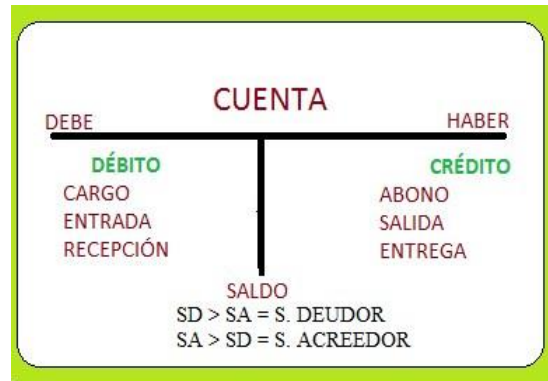 CUENTA
DEBE
HABER
DÉBITO
CARGO
ENTRADA
RECEPCIÓN
CRÉDITO
ABONO
SALIDA
ENTREGA
SALDO
SD > SA = S. DEUDOR
SA > SD = S. ACREEDOR